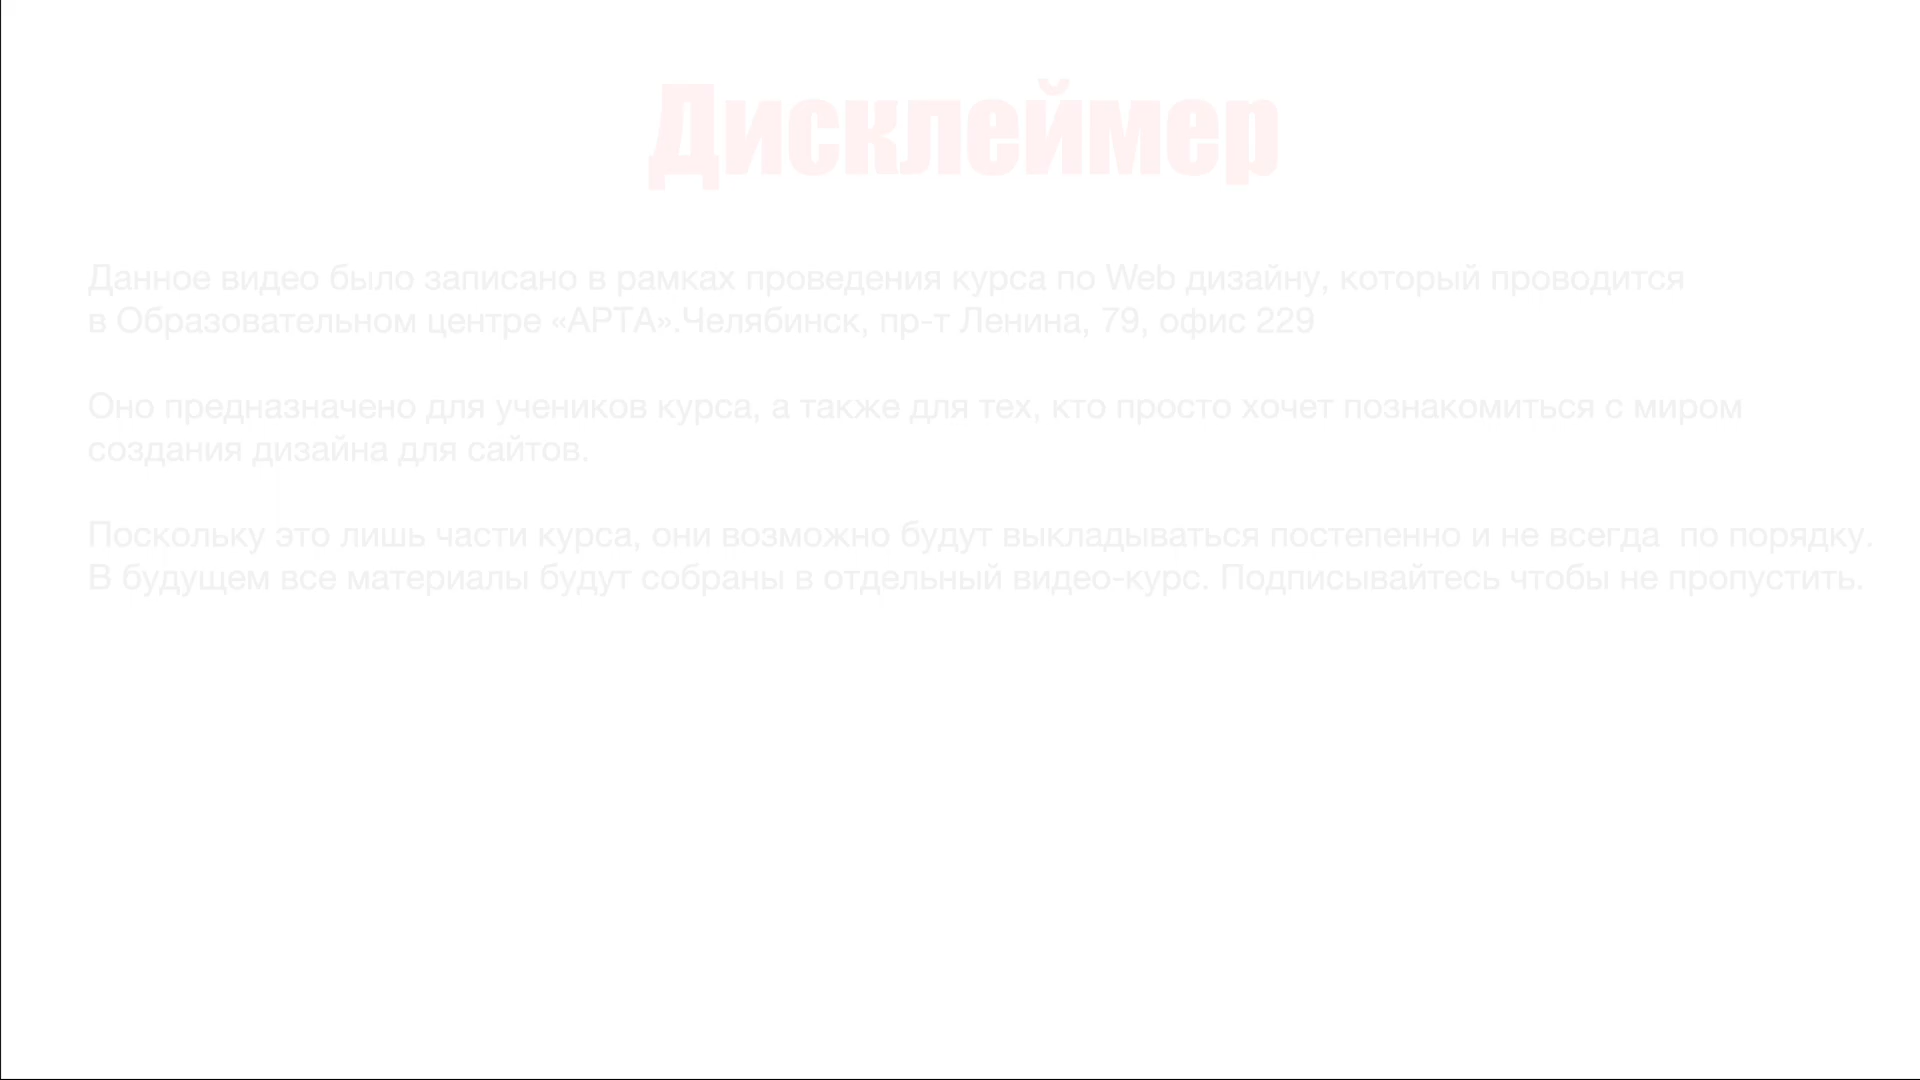 Дисклеймер
Данное видео было записано в рамках проведения курса по Web дизайну, который проводится
в Образовательном центре «АРТА».Челябинск, пр-т Ленина, 79, офис 229
Оно предназначено для учеников курса, а также для тех, кто просто хочет познакомиться с миром
создания дизайна для сайтов.
Поскольку это лишь части курса, они возможно будут выкладываться постепенно и не всегда  по порядку.
В будущем все материалы будут собраны в отдельный видео-курс. Подписывайтесь чтобы не пропустить.